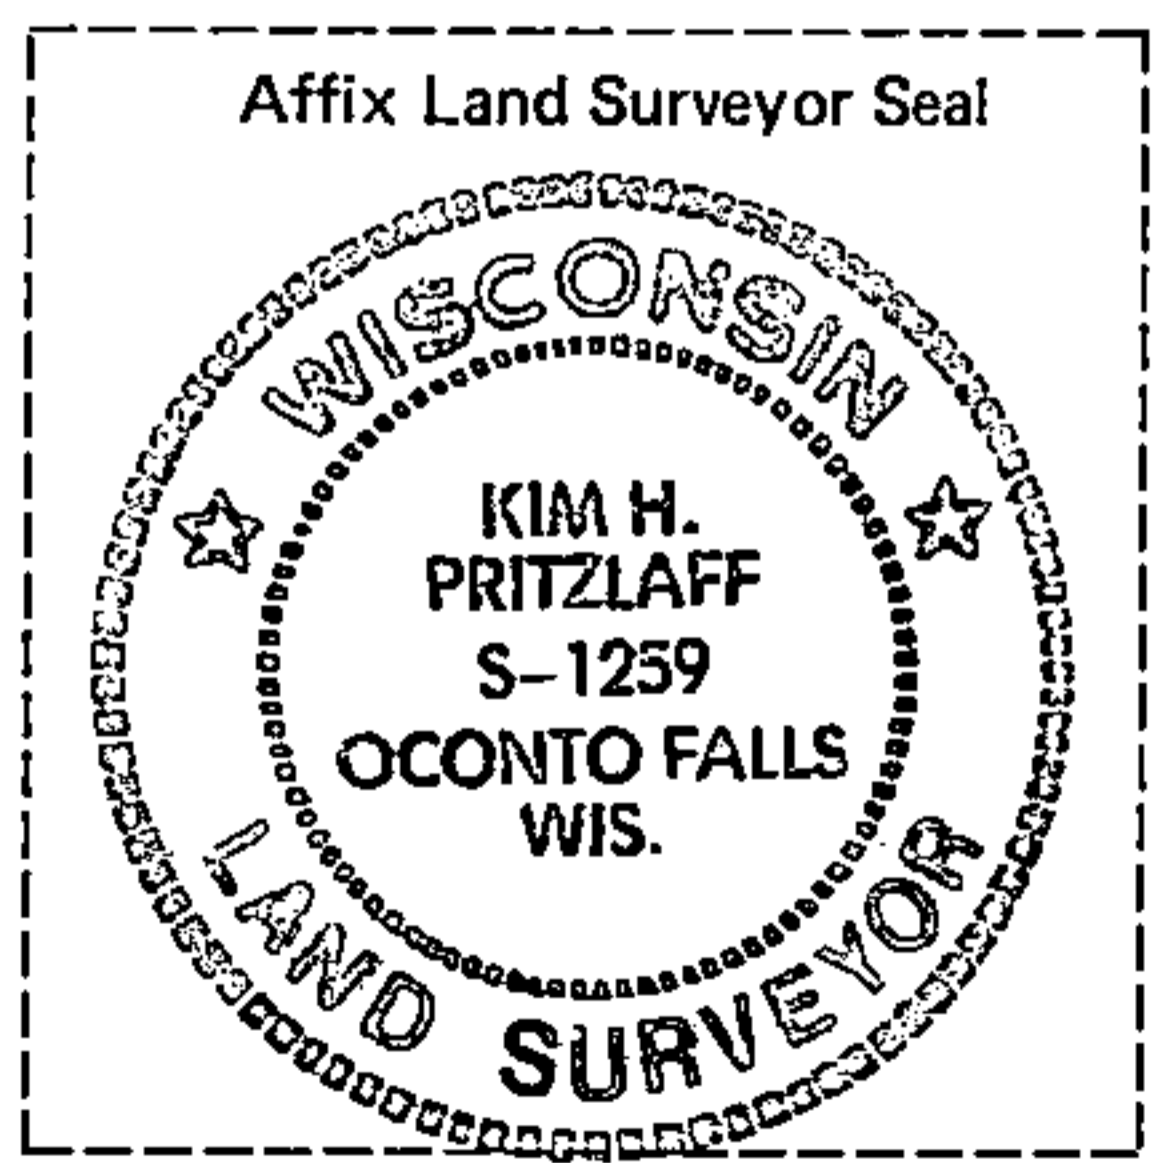 Affix Land Surveyor Seal
WISCONSIN
KIM H.
PRITZLAFF
S-1259
OCONTO FALLS
WIS.
LAND SURVEYOR